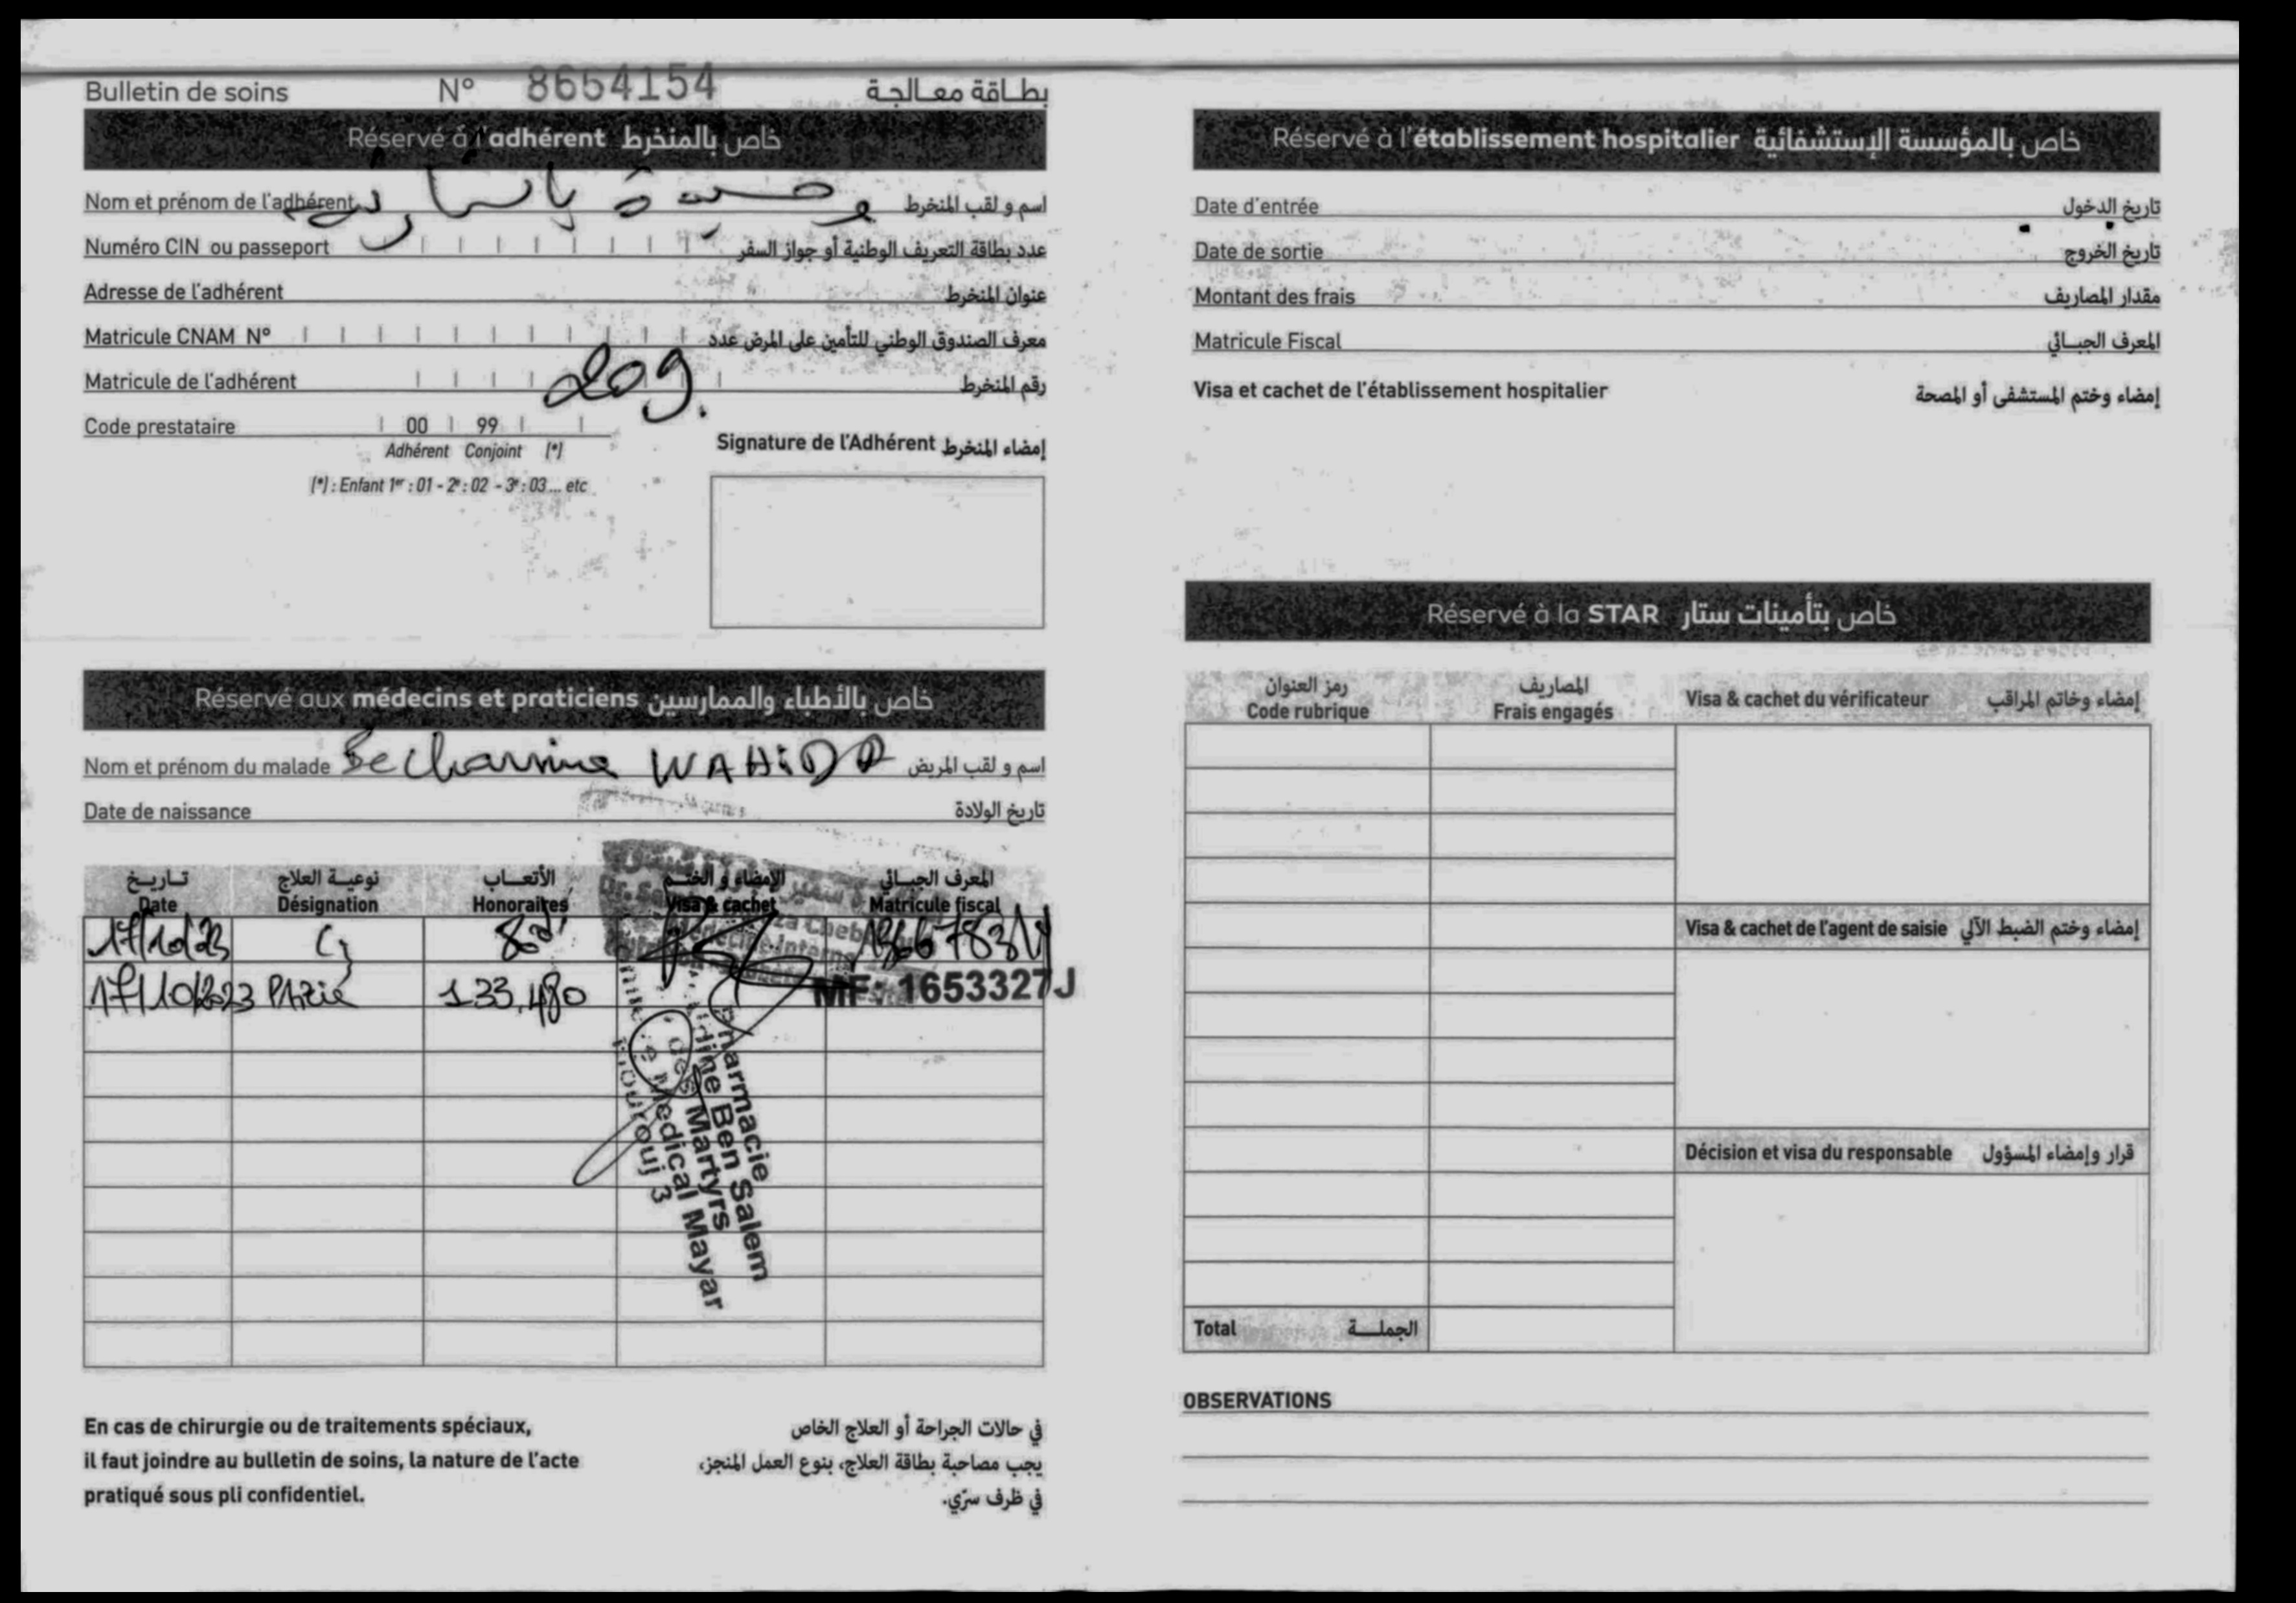 Bulletin de soins N° 8654154 بطاقة معالجة
Réservé à l'adhérent خاص بالمنخرط
Nom et prénom de l'adhérent وحيدة اسم و لقب المنخرط
Numéro CIN ou passeport عدد بطاقة التعريف الوطنية أو جواز السفر
Adresse de l'adhérent عنوان المنخرط
Matricule CNAM N° معرف الصندوق الوطني للتأمين على المرض عدد
Matricule de l'adhérent 209. رقم المنخرط
Code prestataire 00 99
Adhérent Conjoint (*)
(*) : Enfant 1er : 01 - 2e : 02 - 3e : 03 ... etc
Signature de l'Adhérent إمضاء المنخرط
Réservé aux médecins et praticiens خاص بالأطباء والممارسين
Nom et prénom du malade Becharnina WAHIDA اسم و لقب المريض
Date de naissance تاريخ الولادة
تاريخ نوعية العلاج الأتعاب الإمضاء و الختم المعرف الجبائي
Date Désignation Honoraires Visa & cachet Matricule fiscal
17/10/23 80d
17/10/2023 133,480 MF: 1653327J
Pharmacie
Ben Salem
des Martyrs
Medical Mayar
Mourouj 3
En cas de chirurgie ou de traitements spéciaux,
il faut joindre au bulletin de soins, la nature de l'acte
pratiqué sous pli confidentiel.
في حالات الجراحة أو العلاج الخاص
يجب مصاحبة بطاقة العلاج، بنوع العمل المنجز،
في ظرف سرّي.
Réservé à l'établissement hospitalier خاص بالمؤسسة الإستشفائية
Date d'entrée تاريخ الدخول
Date de sortie تاريخ الخروج
Montant des frais مقدار المصاريف
Matricule Fiscal المعرف الجبائي
Visa et cachet de l'établissement hospitalier إمضاء وختم المستشفى أو المصحة
Réservé à la STAR خاص بتأمينات ستار
رمز العنوان المصاريف
Code rubrique Frais engagés Visa & cachet du vérificateur إمضاء وخاتم المراقب
Visa & cachet de l'agent de saisie إمضاء وختم الضبط الآلي
Décision et visa du responsable قرار وإمضاء المسؤول
Total الجملة
OBSERVATIONS